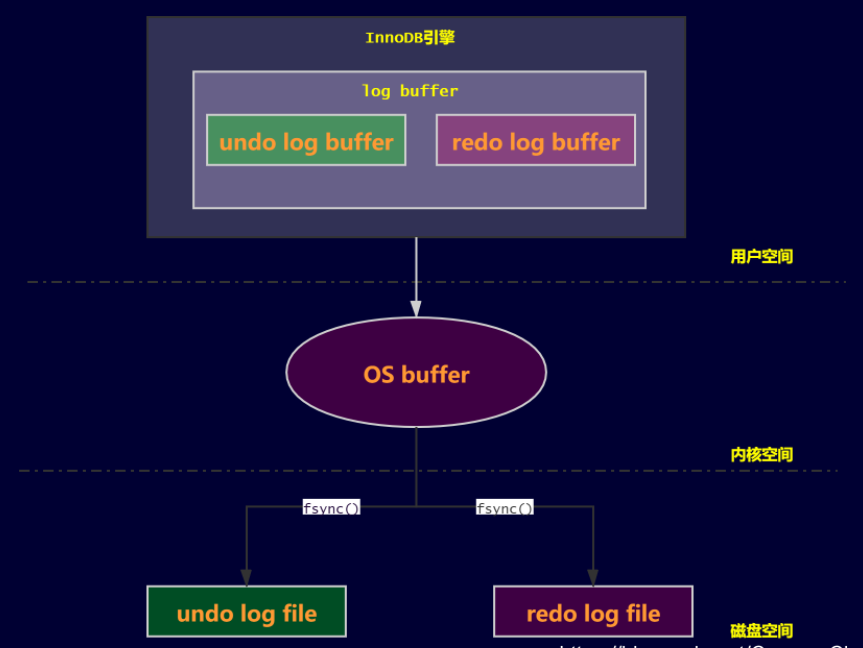 InnoDB引擎
log buffer
undo log buffer
redo log buffer
用户空间
OS buffer
内核空间
fsync()
fsync()
undo log file
redo log file
磁盘空间